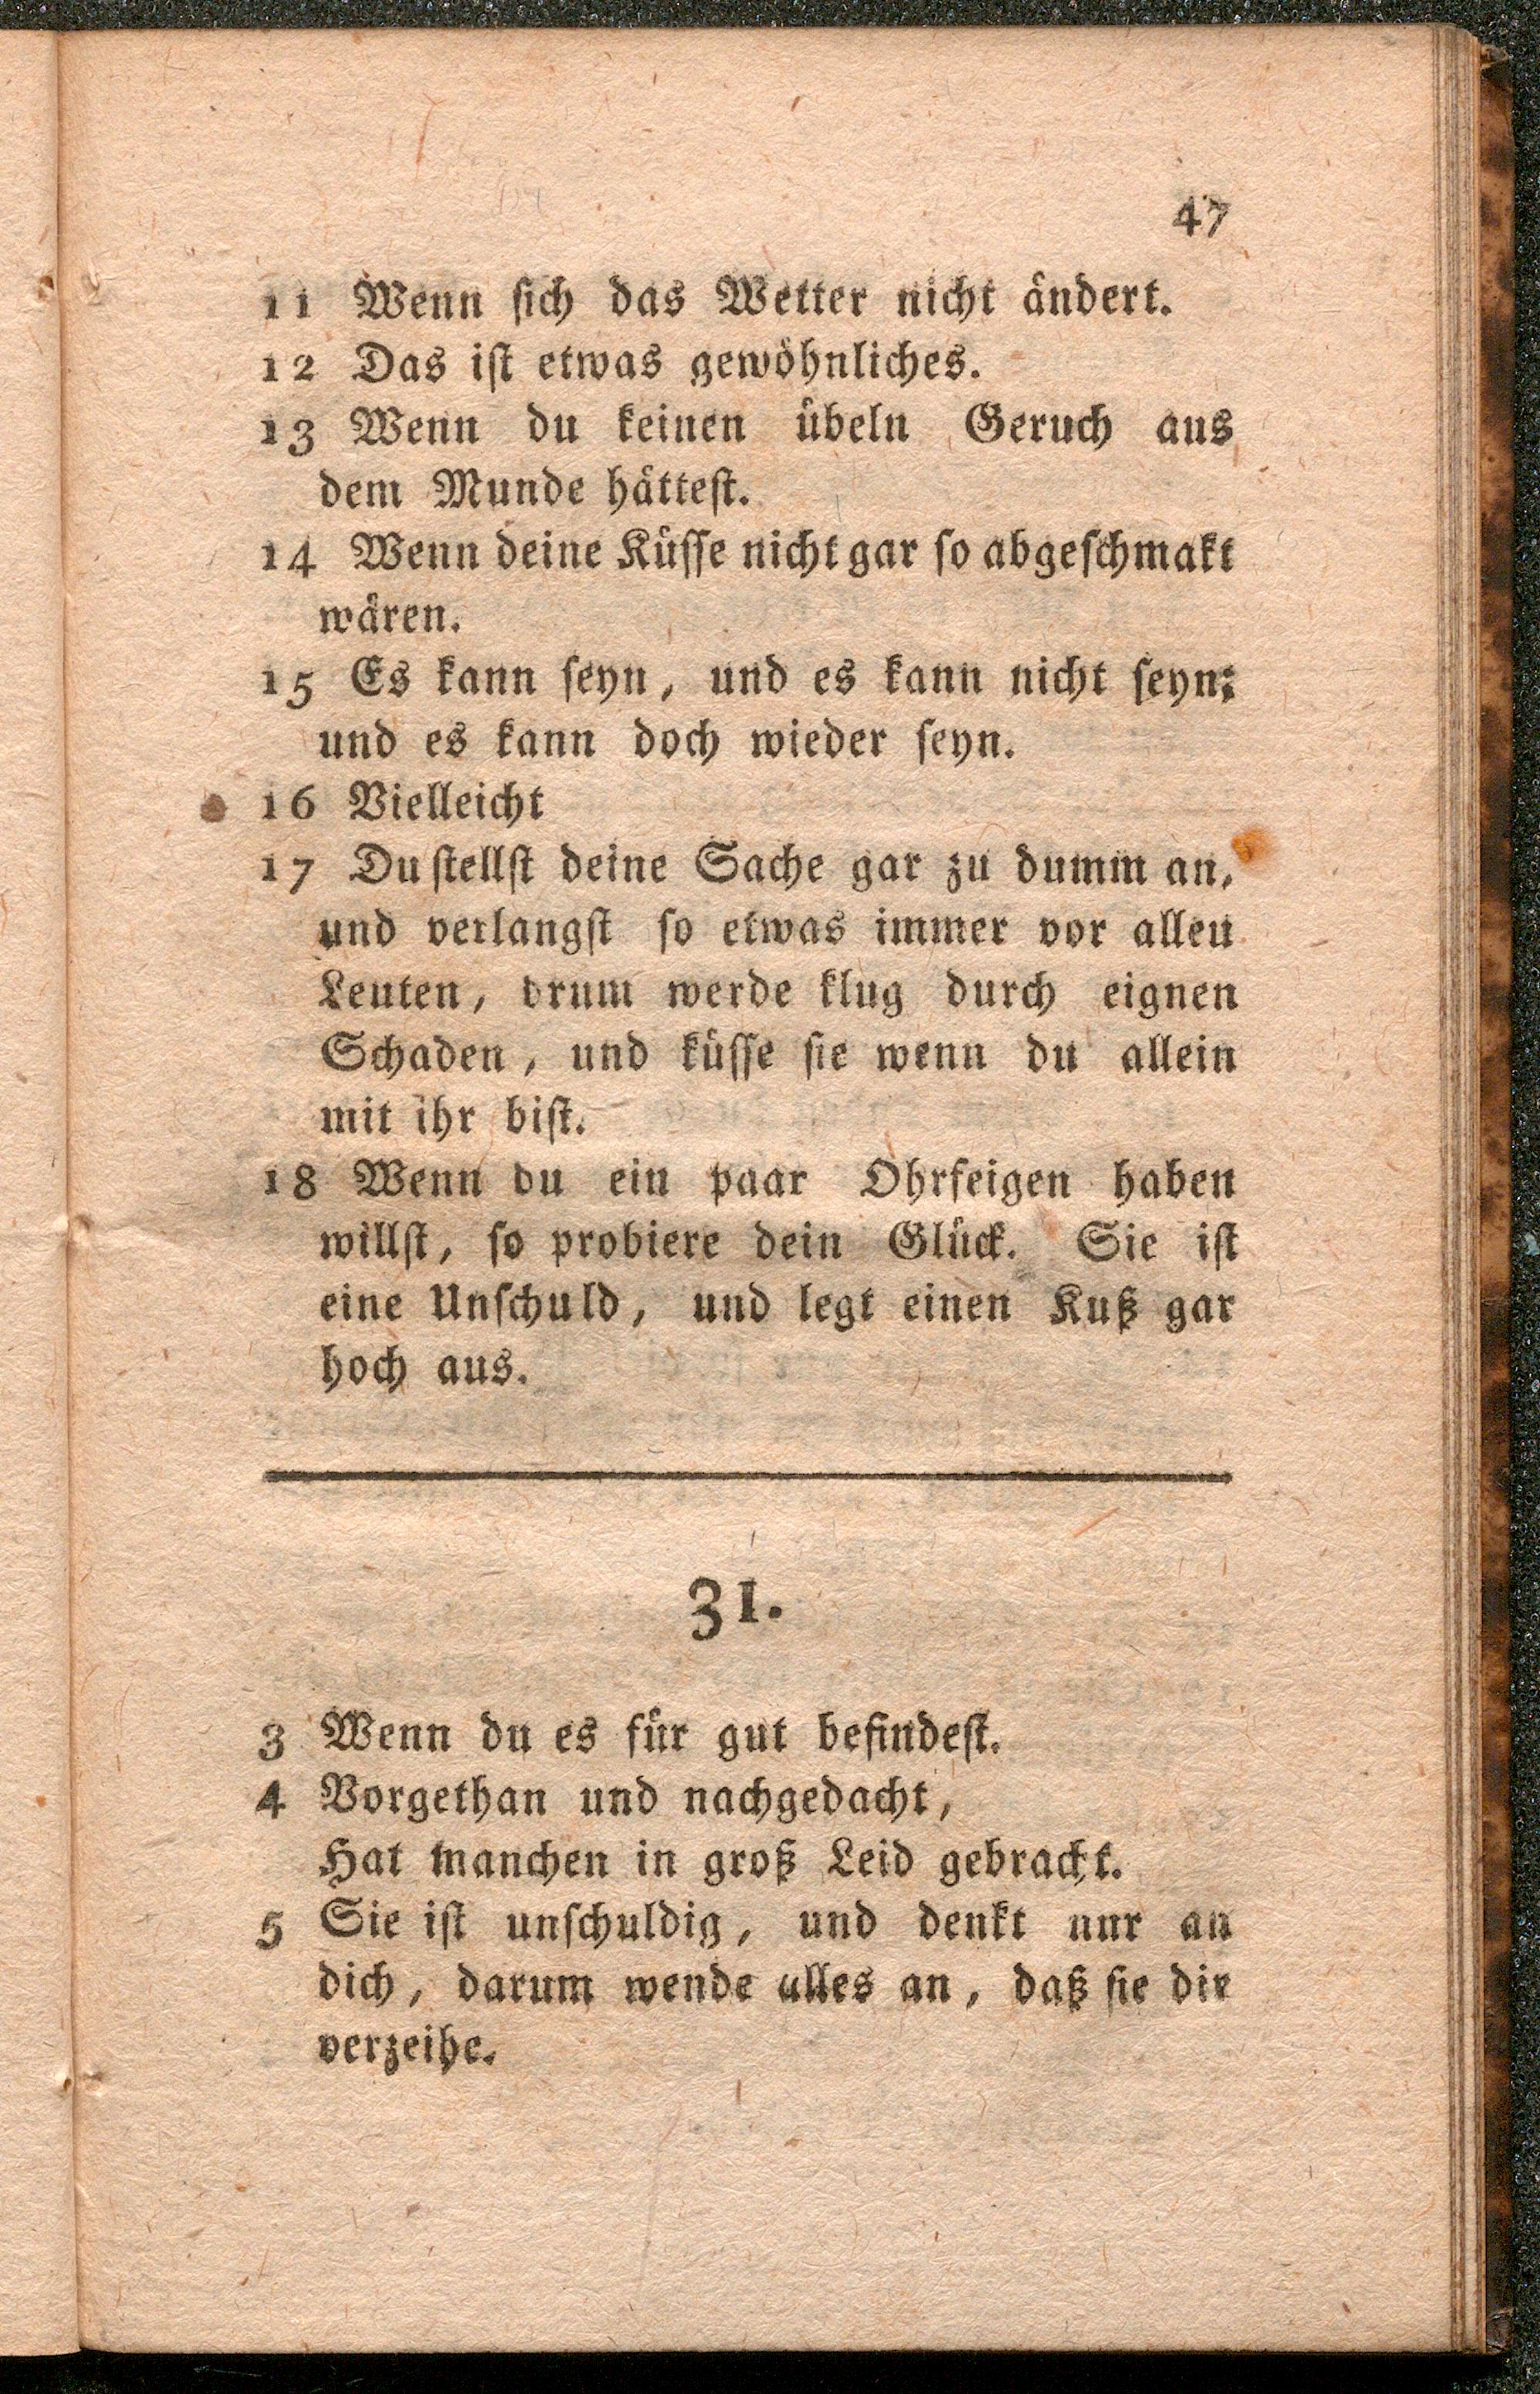 47
11 Wenn ſich das Wetter nicht ändert.
12 Das iſt etwas gewöhnliches.
13 Wenn du keinen übeln Geruch aus
dem Munde hätteſt.
14 Wenn deine Küſſe nicht gar ſo abgeſchmakt
wären.
15 Es kann ſeyn, und es kann nicht ſeyn;
und es kann doch wieder ſeyn.
16 Vielleicht
17 Du ſtellſt deine Sache gar zu dumm an,
und verlangſt ſo etwas immer vor allen
Leuten, drum werde klug durch eignen
Schaden, und küſſe ſie wenn du allein
mit ihr biſt.
18 Wenn du ein paar Ohrfeigen haben
willſt, ſo probiere dein Glück. Sie iſt
eine Unſchuld, und legt einen Kuß gar
hoch aus.
31.
3 Wenn du es für gut befindeſt.
4 Vorgethan und nachgedacht,
Hat manchen in groß Leid gebracht.
5 Sie iſt unſchuldig, und denkt nur an
dich, darum wende alles an, daß ſie dir
verzeihe.